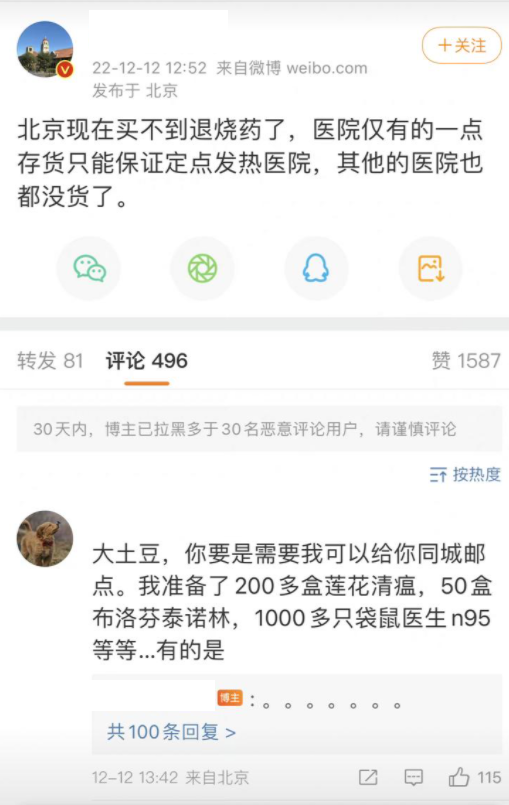 +关注
22-12-12 12:52 来自微博 weibo.com
发布于 北京
北京现在买不到退烧药了，医院仅有的一点
存货只能保证定点发热医院，其他的医院也
都没货了。
转发 81 评论 496 赞 1587
30天内，博主已拉黑多于30名恶意评论用户，请谨慎评论
按热度
大土豆，你要是需要我可以给你同城邮
点。我准备了200多盒莲花清瘟，50盒
布洛芬泰诺林，1000多只袋鼠医生n95
等等...有的是
博主：。。。。。。。
共100条回复 >
12-12 13:42 来自北京 115